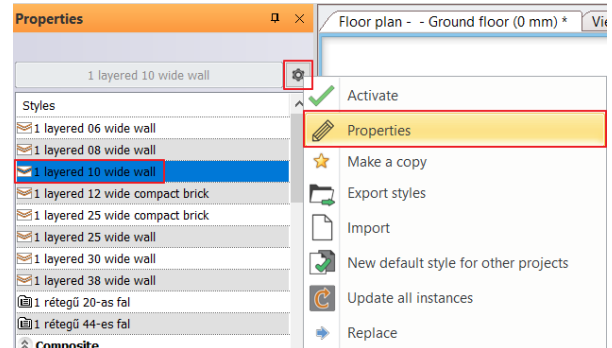 Properties
Floor plan - - Ground floor (0 mm) *
Vie
1 layered 10 wide wall
Styles
1 layered 06 wide wall
1 layered 08 wide wall
1 layered 10 wide wall
1 layered 12 wide compact brick
1 layered 25 wide compact brick
1 layered 25 wide wall
1 layered 30 wide wall
1 layered 38 wide wall
1 rétegű 20-as fal
1 rétegű 44-es fal
Composite
Activate
Properties
Make a copy
Export styles
Import
New default style for other projects
Update all instances
Replace